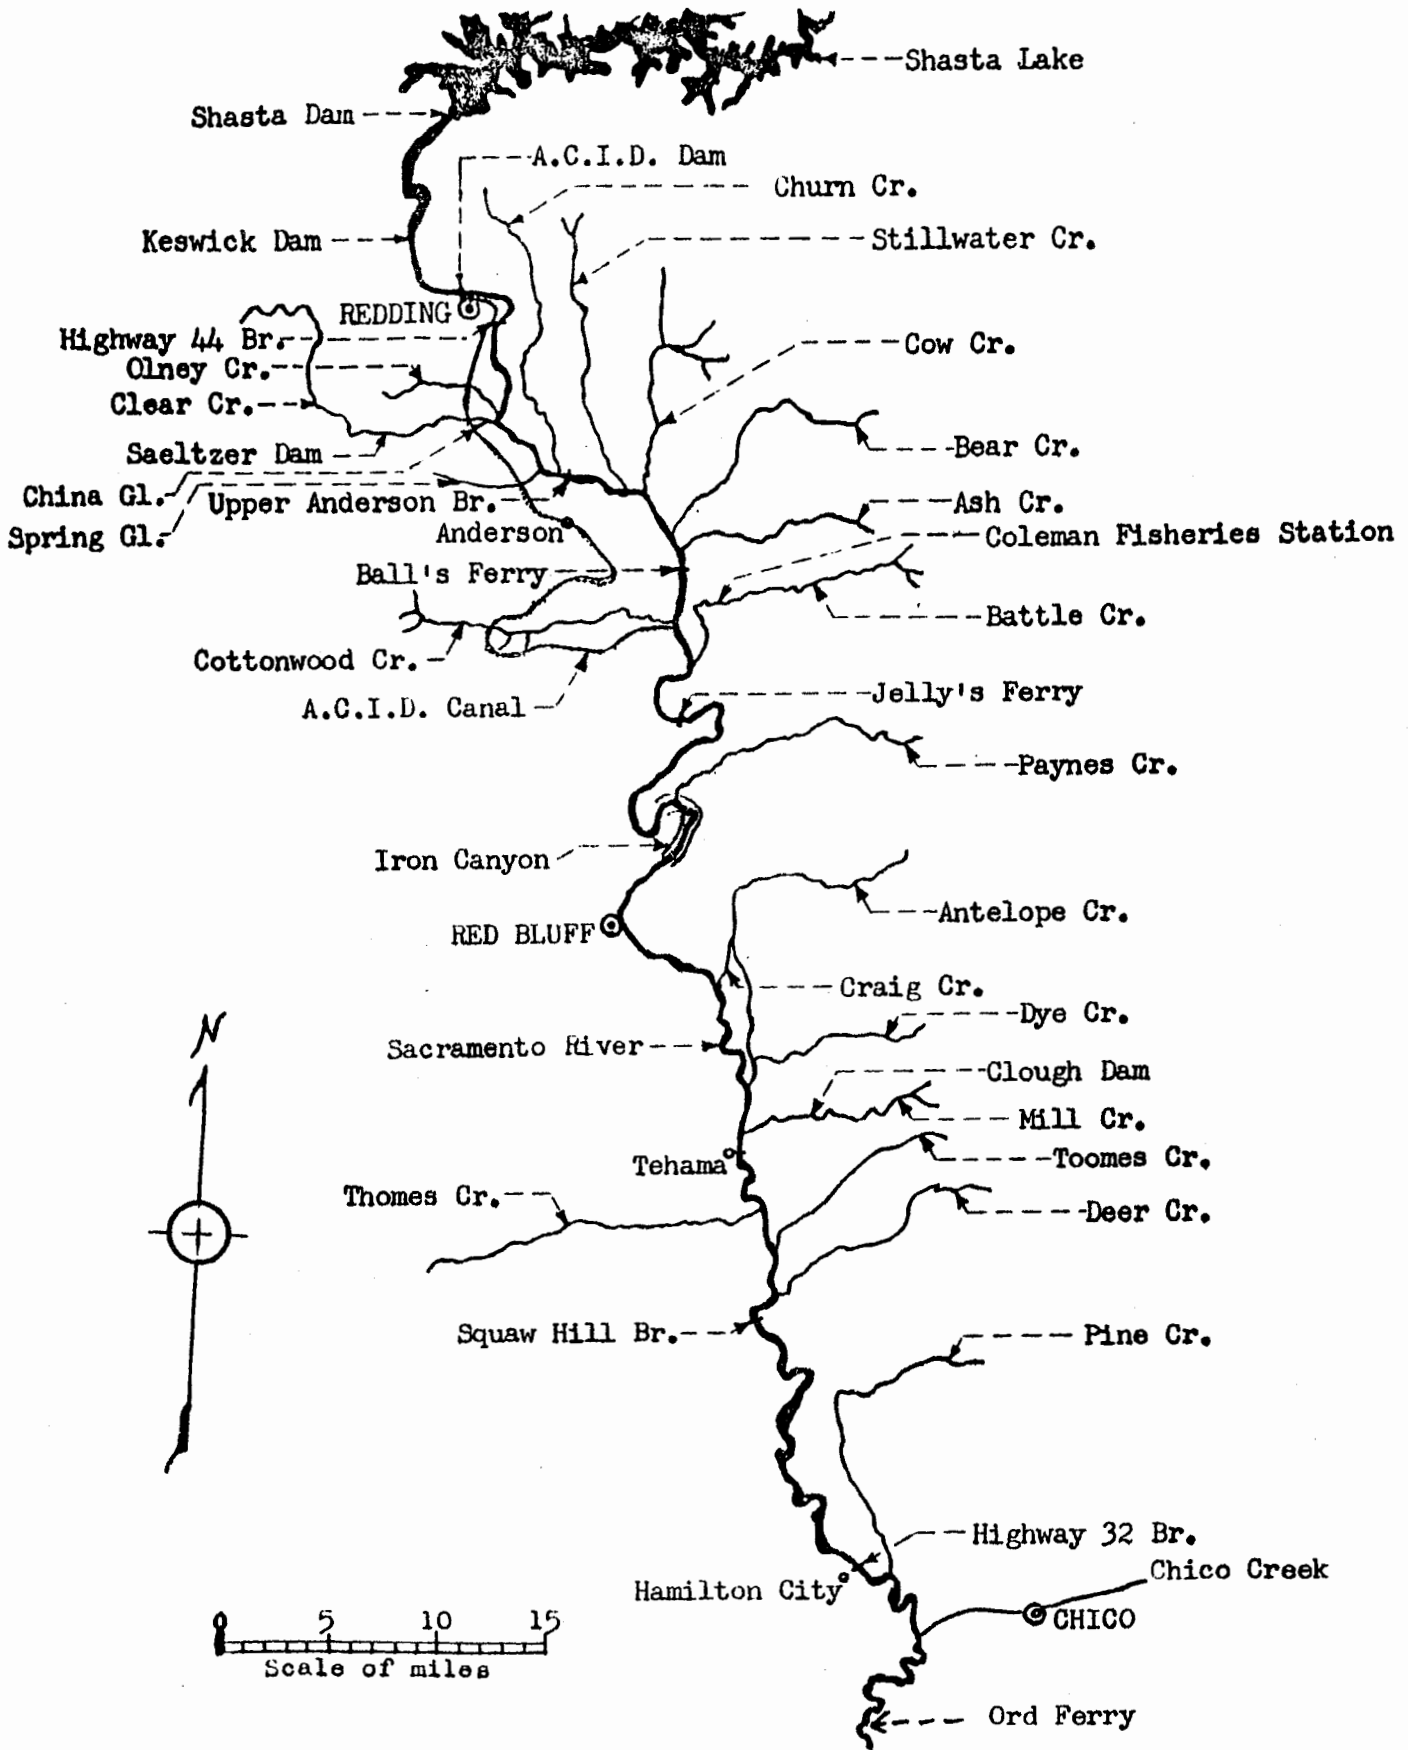 Shasta Lake
Shasta Dam
A.C.I.D. Dam
Churn Cr.
Keswick Dam
Stillwater Cr.
REDDING
Highway 44 Br.
Cow Cr.
Olney Cr.
Clear Cr.
Saeltzer Dam
Bear Cr.
China Gl.
Upper Anderson Br.
Ash Cr.
Spring Gl.
Anderson
Coleman Fisheries Station
Ball's Ferry
Battle Cr.
Cottonwood Cr.
A.C.I.D. Canal
Jelly's Ferry
Paynes Cr.
Iron Canyon
Antelope Cr.
RED BLUFF
Craig Cr.
Dye Cr.
N
Sacramento River
Clough Dam
Mill Cr.
Tehama
Toomes Cr.
Thomes Cr.
Deer Cr.
Squaw Hill Br.
Pine Cr.
Highway 32 Br.
Chico Creek
Hamilton City
CHICO
0 5 10 15
Scale of miles
Ord Ferry